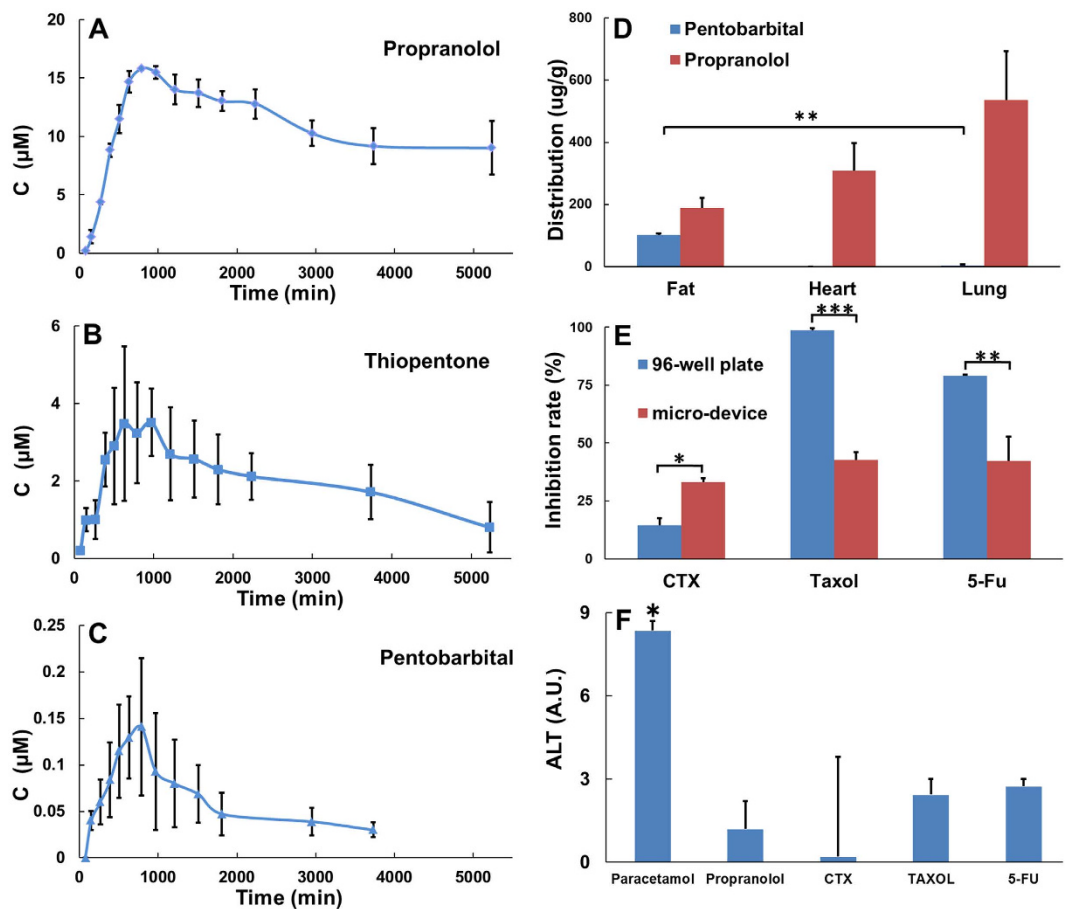 A
Propranolol
20
15
10
5
0
C (μM)
0 1000 2000 3000 4000 5000
Time (min)
B
Thiopentone
6
4
2
0
C (μM)
0 1000 2000 3000 4000 5000
Time (min)
C
Pentobarbital
0.25
0.2
0.15
0.1
0.05
0
C (μM)
0 1000 2000 3000 4000 5000
Time (min)
D
Pentobarbital
Propranolol
800
600
400
200
0
Distribution (ug/g)
**
Fat Heart Lung
E
96-well plate
micro-device
100
75
50
25
0
Inhibition rate (%)
*
***
**
CTX Taxol 5-Fu
F
9
6
3
0
ALT (A.U.)
*
Paracetamol Propranolol CTX TAXOL 5-FU